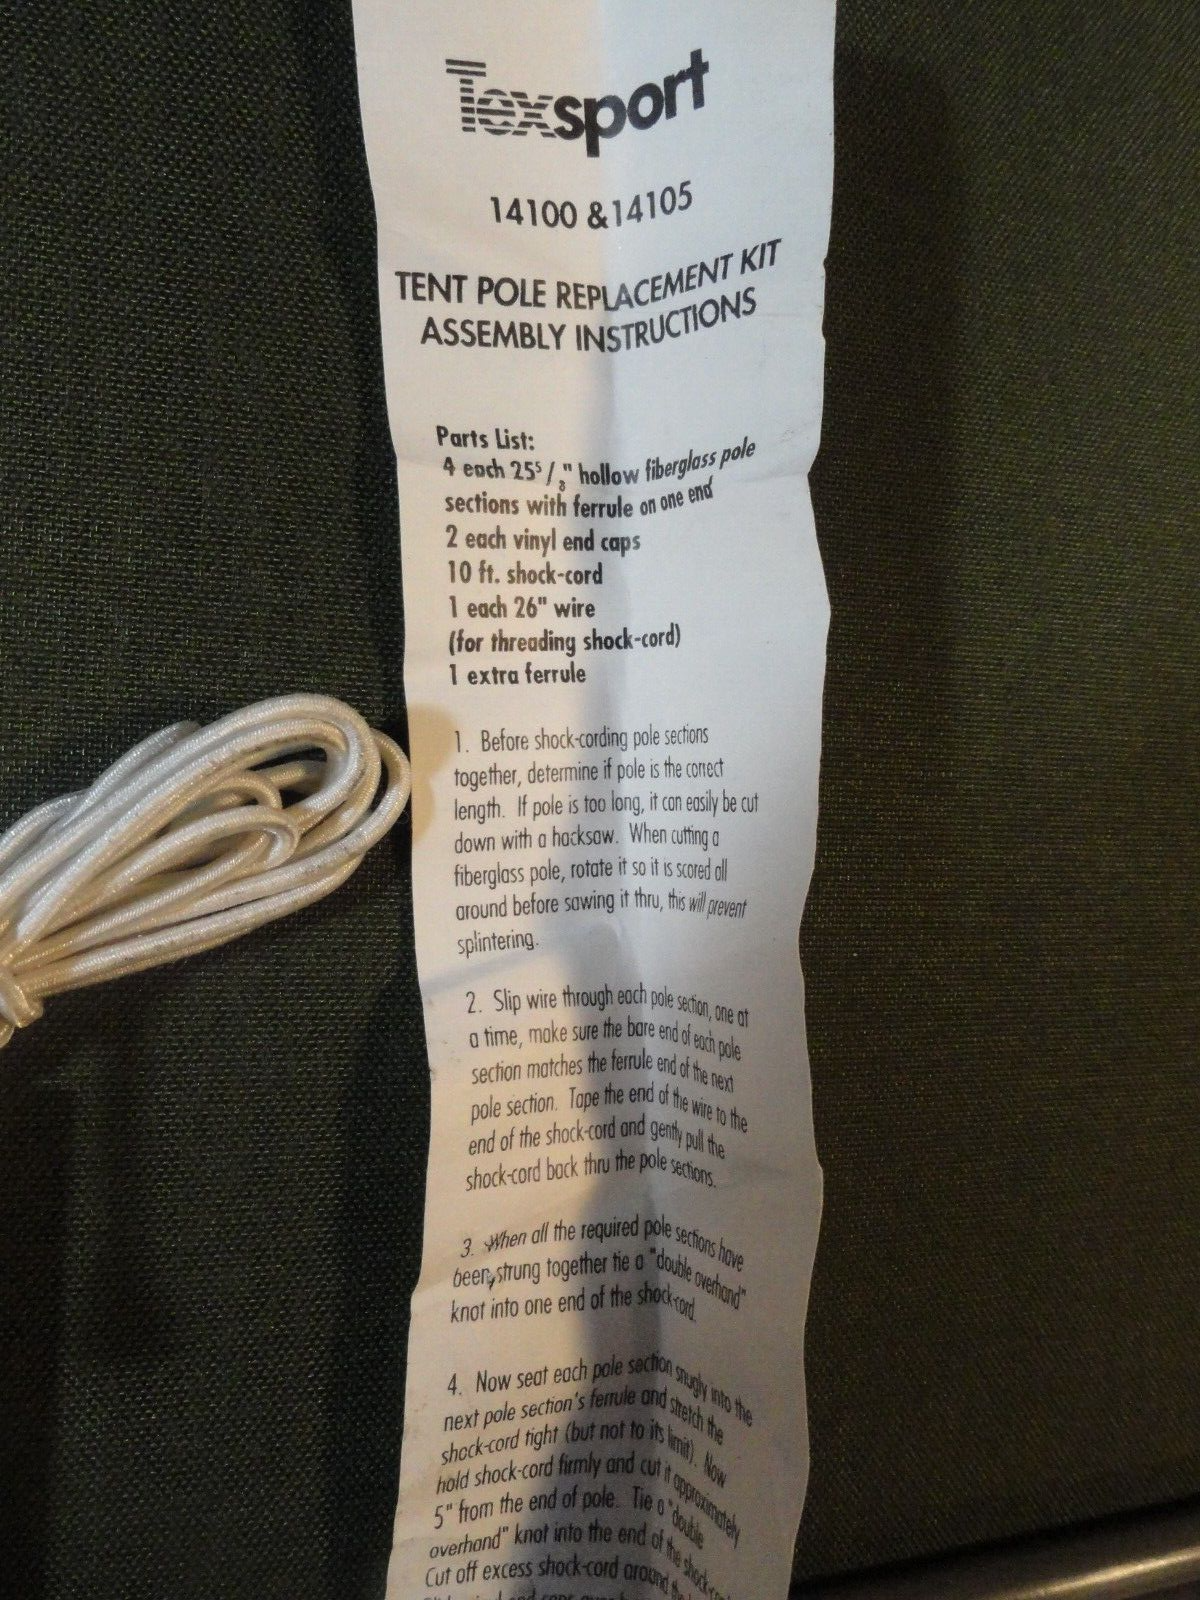 Texsport
14100 & 14105
TENT POLE REPLACEMENT KIT
ASSEMBLY INSTRUCTIONS
Parts List:
4 each 25 5/8" hollow fiberglass pole
sections with ferrule on one end
2 each vinyl end caps
10 ft. shock-cord
1 each 26" wire
(for threading shock-cord)
1 extra ferrule
1. Before shock-cording pole sections
together, determine if pole is the correct
length. If pole is too long, it can easily be cut
down with a hacksaw. When cutting a
fiberglass pole, rotate it so it is scored all
around before sawing it thru, this will prevent
splintering.
2. Slip wire through each pole section, one at
a time, make sure the bare end of each pole
section matches the ferrule end of the next
pole section. Tape the end of the wire to the
end of the shock-cord and gently pull the
shock-cord back thru the pole sections.
3. When all the required pole sections have
been strung together tie a "double overhand"
knot into one end of the shock-cord.
4. Now seat each pole section snugly into the
next pole section's ferrule and stretch the
shock-cord tight (but not to its limit). Now
hold shock-cord firmly and cut it approximately
5" from the end of pole. Tie a "double
overhand" knot into the end of the shock-cord.
Cut off excess shock-cord around the